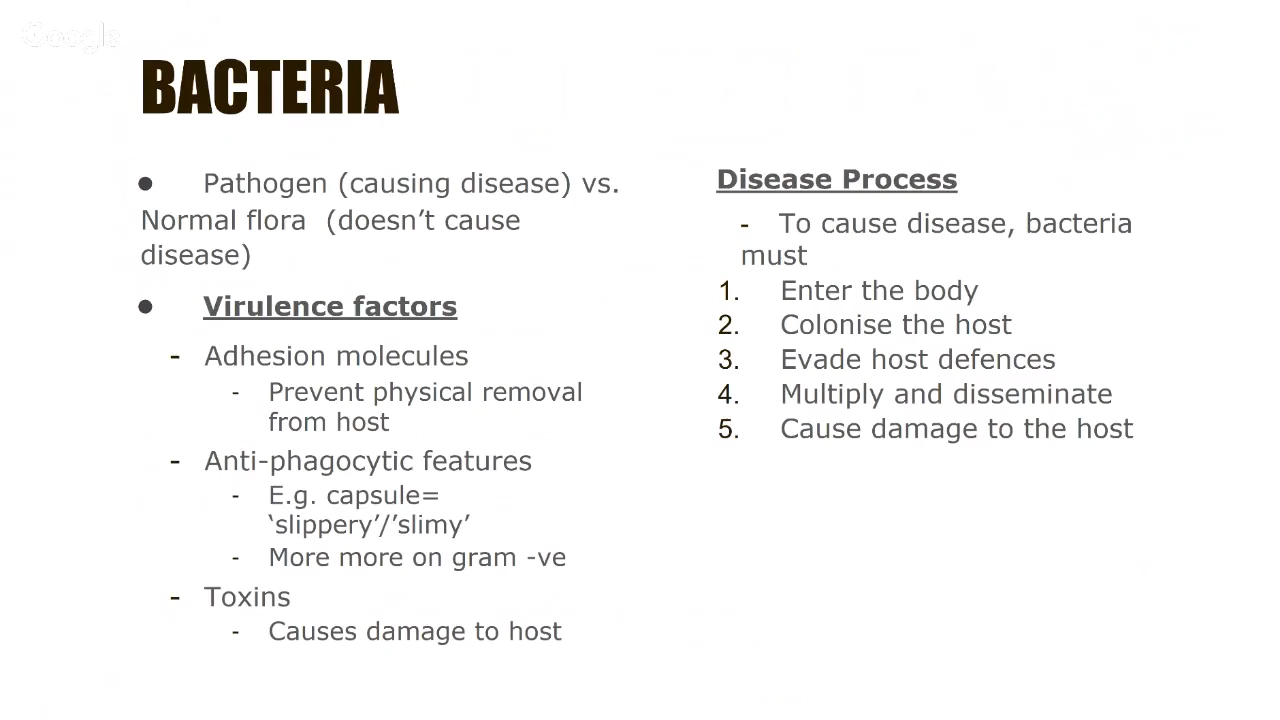 Google
BACTERIA
● Pathogen (causing disease) vs.
Normal flora (doesn’t cause
disease)
● Virulence factors
- Adhesion molecules
- Prevent physical removal
from host
- Anti-phagocytic features
- E.g. capsule=
‘slippery’/’slimy’
- More more on gram -ve
- Toxins
- Causes damage to host
Disease Process
- To cause disease, bacteria
must
1. Enter the body
2. Colonise the host
3. Evade host defences
4. Multiply and disseminate
5. Cause damage to the host